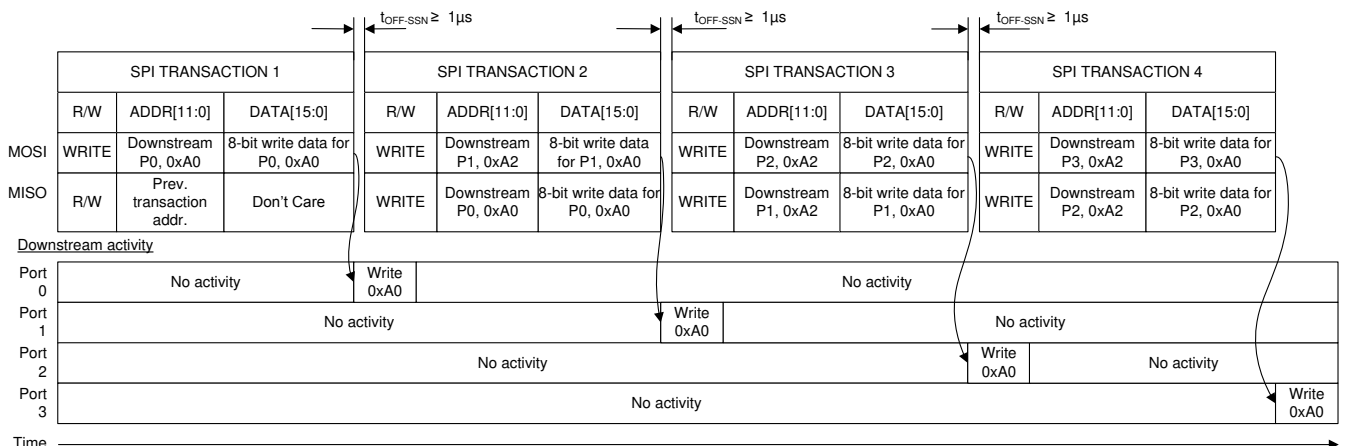 tOFF-SSN ≥ 1µs tOFF-SSN ≥ 1µs tOFF-SSN ≥ 1µs
SPI TRANSACTION 1 SPI TRANSACTION 2 SPI TRANSACTION 3 SPI TRANSACTION 4
R/W ADDR[11:0] DATA[15:0] R/W ADDR[11:0] DATA[15:0] R/W ADDR[11:0] DATA[15:0] R/W ADDR[11:0] DATA[15:0]
MOSI WRITE Downstream 8-bit write data for WRITE Downstream 8-bit write data WRITE Downstream 8-bit write data for WRITE Downstream 8-bit write data for
P0, 0xA0 P0, 0xA0 P1, 0xA2 for P1, 0xA0 P2, 0xA2 P2, 0xA0 P3, 0xA2 P3, 0xA0
MISO R/W Prev. Don't Care WRITE Downstream 8-bit write data for WRITE Downstream 8-bit write data for WRITE Downstream 8-bit write data for
transaction P0, 0xA0 P0, 0xA0 P1, 0xA2 P1, 0xA0 P2, 0xA2 P2, 0xA0
addr.
Downstream activity
Port No activity Write No activity
0 0xA0
Port No activity Write No activity
1 0xA0
Port No activity Write No activity
2 0xA0
Port No activity Write
3 0xA0
Time